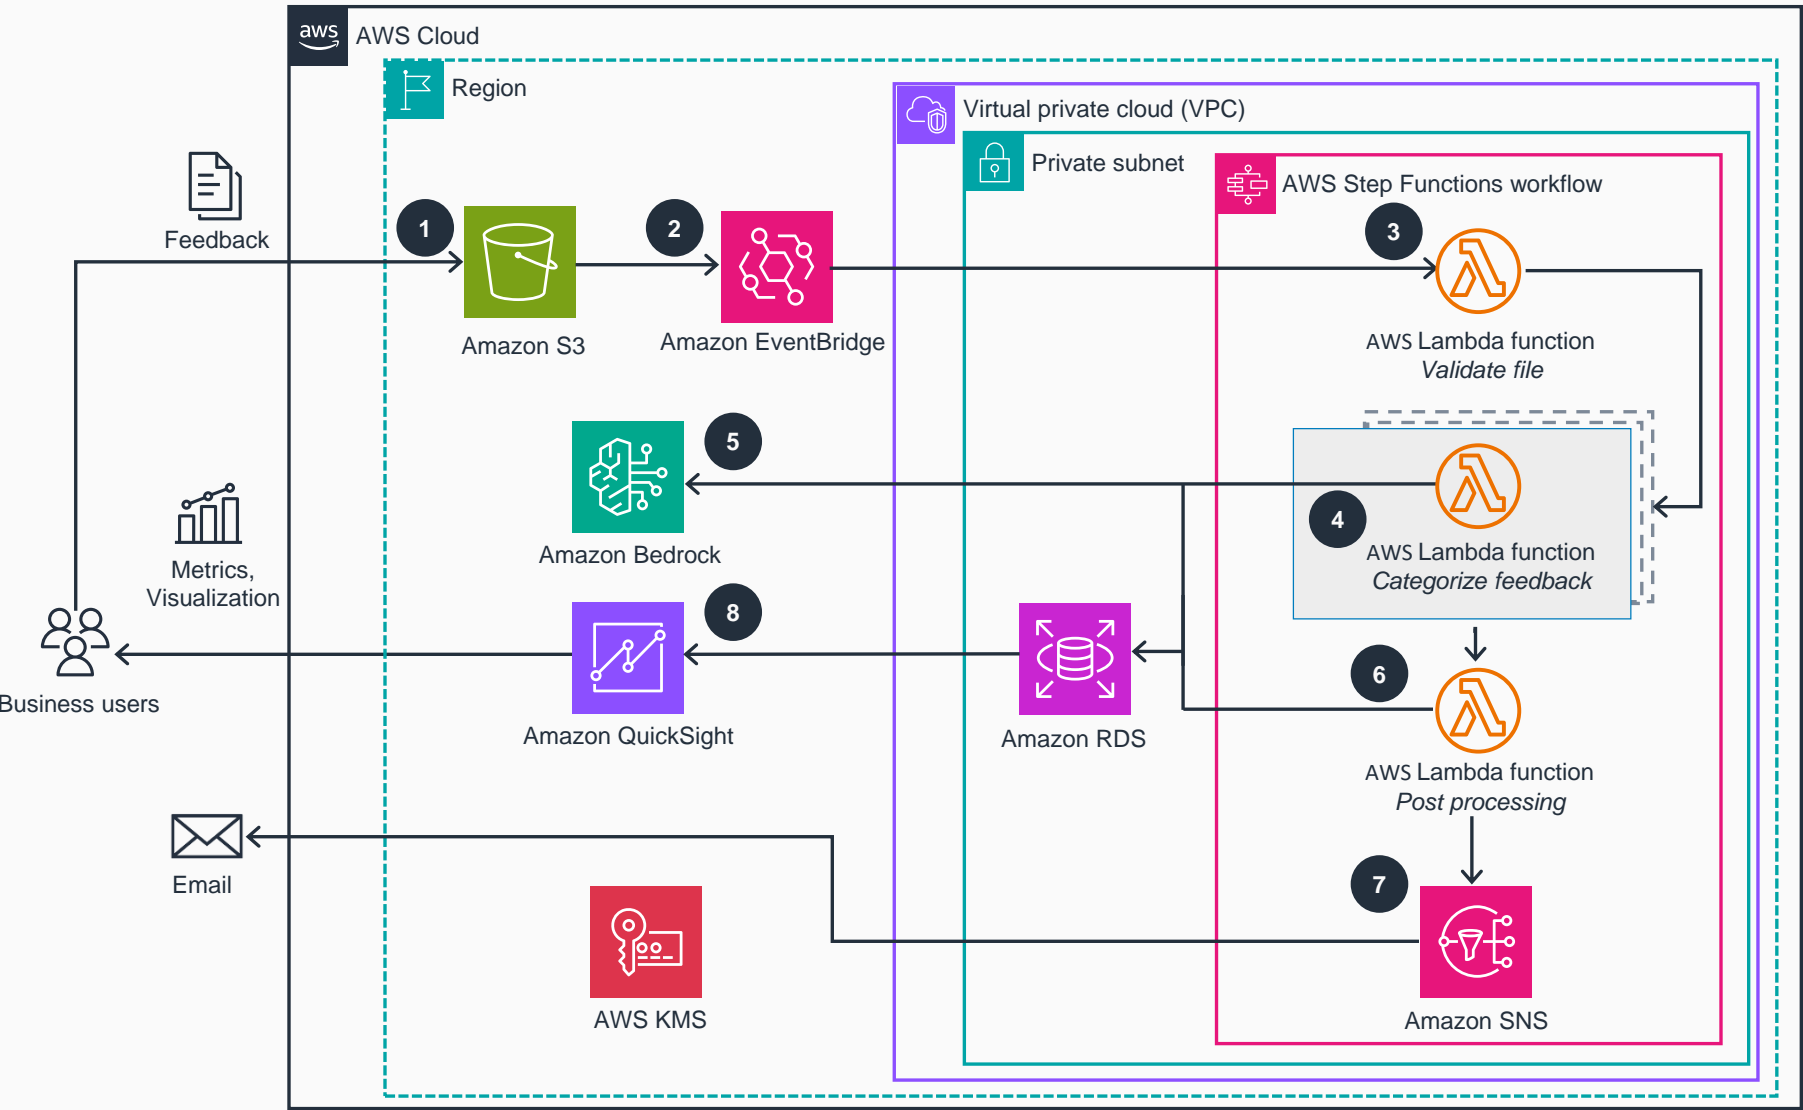 aws
AWS Cloud
Region
Virtual private cloud (VPC)
Private subnet
AWS Step Functions workflow
Feedback
1
2
3
Amazon S3
Amazon EventBridge
AWS Lambda function
Validate file
5
4
Amazon Bedrock
AWS Lambda function
Categorize feedback
Metrics,
Visualization
8
6
Business users
Amazon QuickSight
Amazon RDS
AWS Lambda function
Post processing
Email
7
AWS KMS
Amazon SNS